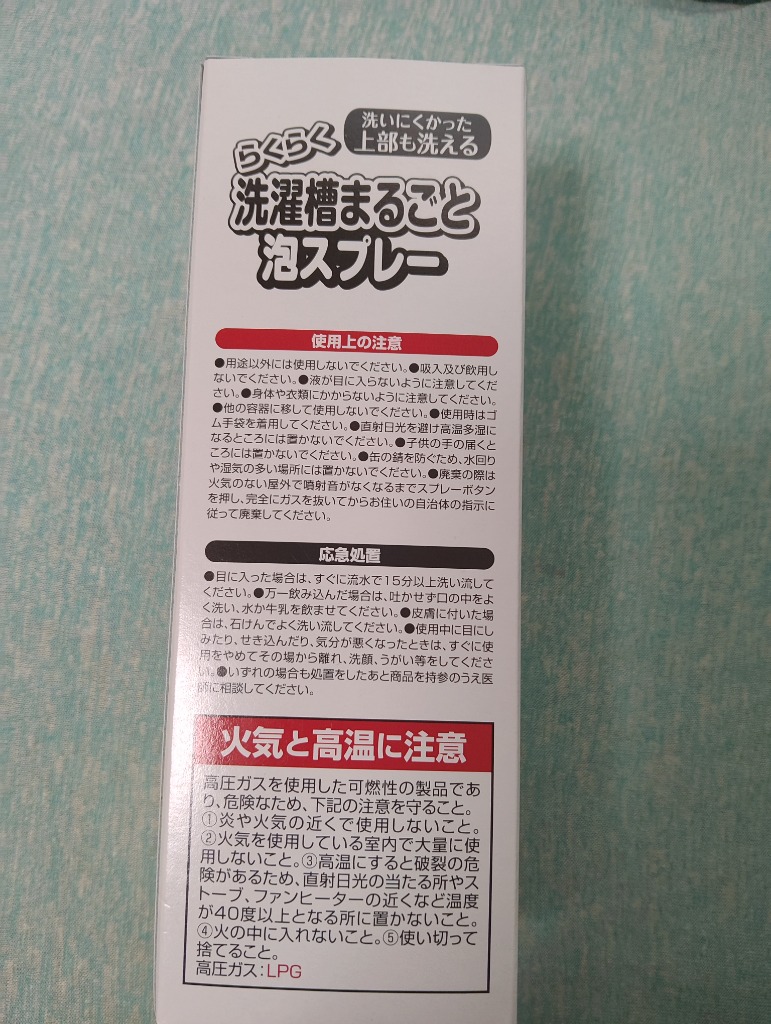 洗いにくかった
上部も洗える
らくらく
洗濯槽まるごと
泡スプレー
使用上の注意
●用途以外には使用しないでください。●吸入及び飲用し
ないでください。●液が目に入らないように注意してくだ
さい。●身体や衣類にかからないように注意してください。
●他の容器に移して使用しないでください。●使用時はゴ
ム手袋を着用してください。●直射日光を避け高温多湿に
なるところには置かないでください。●子供の手の届くと
ころには置かないでください。●缶の錆を防ぐため、水回り
や湿気の多い場所には置かないでください。●廃棄の際は
火気のない屋外で噴射音がなくなるまでスプレーボタン
を押し、完全にガスを抜いてからお住いの自治体の指示に
従って廃棄してください。
応急処置
●目に入った場合は、すぐに流水で15分以上洗い流して
ください。●万一飲み込んだ場合は、吐かせず口の中をよ
く洗い、水か牛乳を飲ませてください。●皮膚に付いた場
合は、石けんでよく洗い流してください。●使用中に目にし
みたり、せき込んだり、気分が悪くなったときは、すぐに使
用をやめてその場から離れ、洗顔、うがい等をしてくださ
い。●いずれの場合も処置をしたあと商品を持参のうえ医
師に相談してください。
火気と高温に注意
高圧ガスを使用した可燃性の製品であ
り、危険なため、下記の注意を守ること。
①炎や火気の近くで使用しないこと。
②火気を使用している室内で大量に使
用しないこと。③高温にすると破裂の危
険があるため、直射日光の当たる所やス
トーブ、ファンヒーターの近くなど温度
が40度以上となる所に置かないこと。
④火の中に入れないこと。⑤使い切って
捨てること。
高圧ガス：LPG